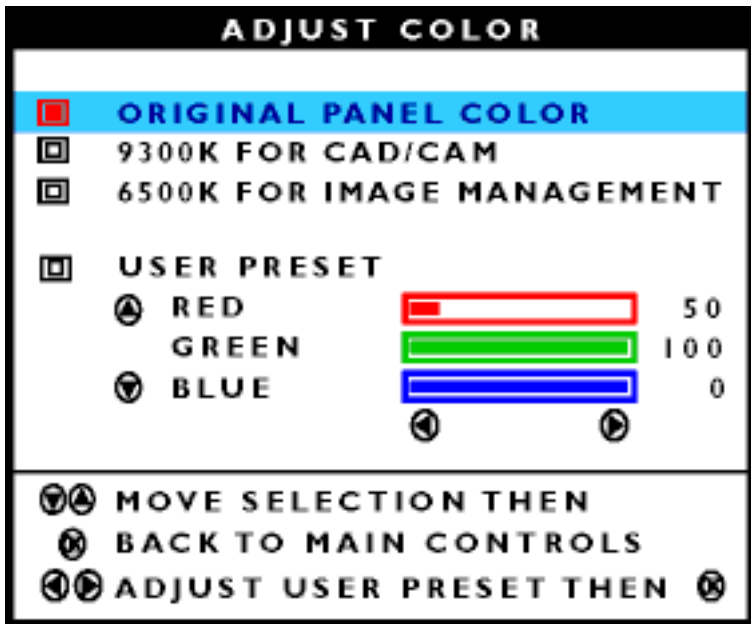 ADJUST COLOR
ORIGINAL PANEL COLOR
9300K FOR CAD/CAM
6500K FOR IMAGE MANAGEMENT
USER PRESET
RED 50
GREEN 100
BLUE 0
MOVE SELECTION THEN
BACK TO MAIN CONTROLS
ADJUST USER PRESET THEN